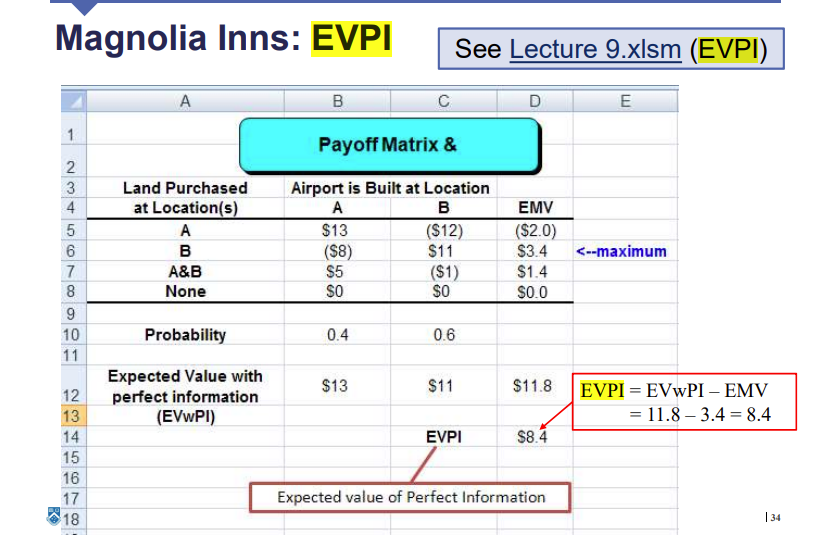 Magnolia Inns: EVPI
See Lecture 9.xlsm (EVPI)
A B C D E
1
Payoff Matrix &
2
3 Land Purchased Airport is Built at Location
4 at Location(s) A B EMV
5 A $13 ($12) ($2.0)
6 B ($8) $11 $3.4 <--maximum
7 A&B $5 ($1) $1.4
8 None $0 $0 $0.0
9
10 Probability 0.4 0.6
11
Expected Value with
12 perfect information $13 $11 $11.8
13 (EVwPI)
EVPI = EVwPI – EMV
= 11.8 – 3.4 = 8.4
14 EVPI $8.4
15
16
17 Expected value of Perfect Information
18
| 34